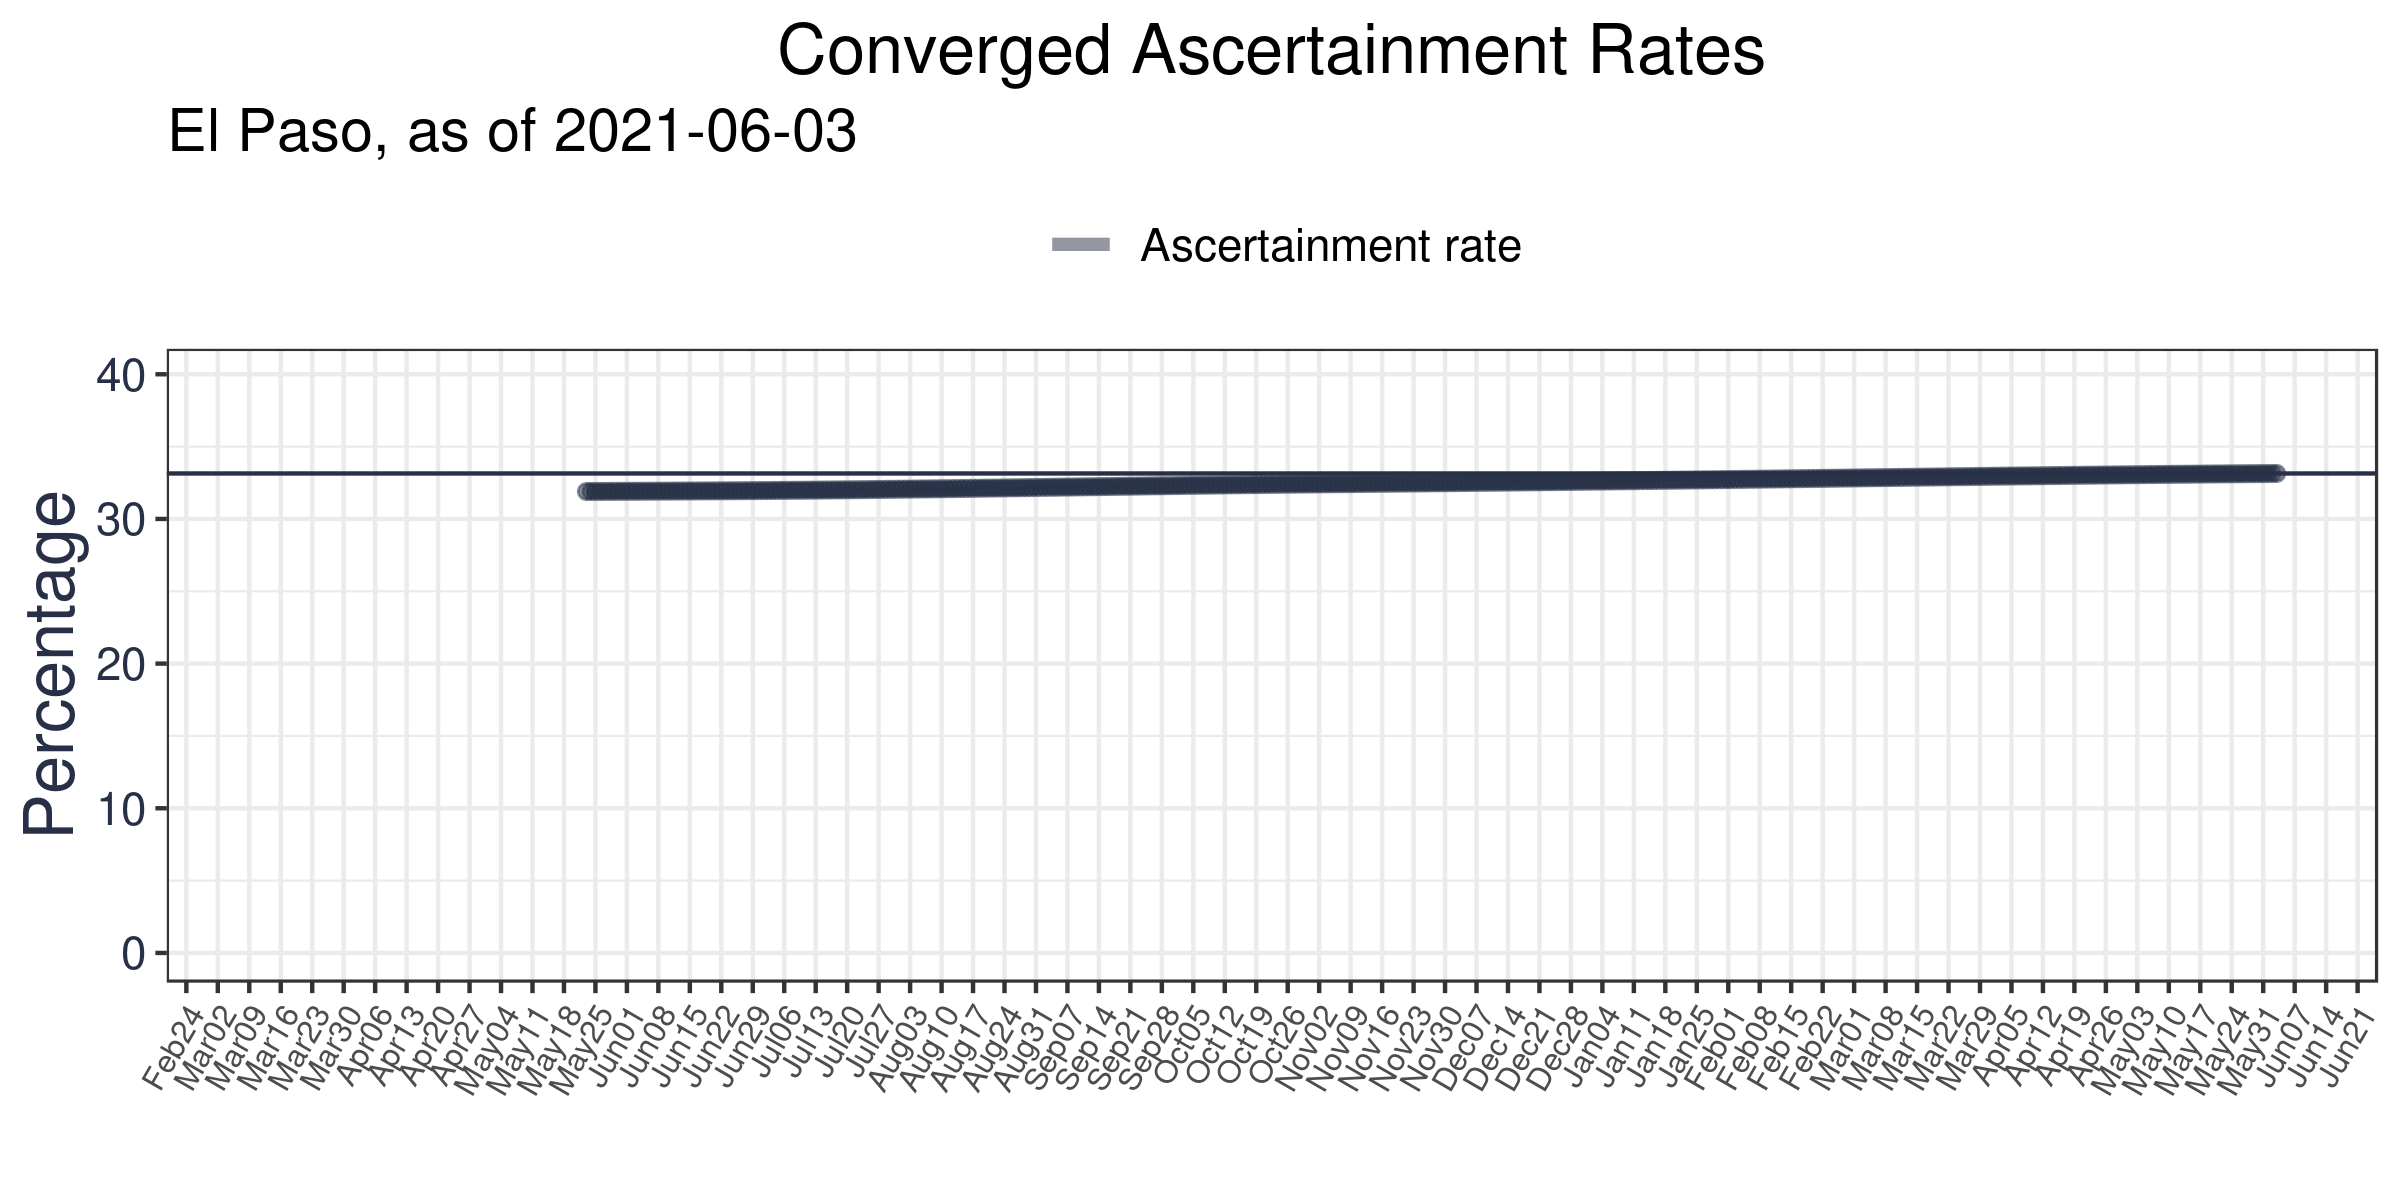 Converged Ascertainment Rates
El Paso, as of 2021-06-03
Ascertainment rate
Percentage
40
30
20
10
0
Feb24 Mar02 Mar09 Mar16 Mar23 Mar30 Apr06 Apr13 Apr20 Apr27 May04 May11 May18 May25 Jun01 Jun08 Jun15 Jun22 Jun29 Jul06 Jul13 Jul20 Jul27 Aug03 Aug10 Aug17 Aug24 Aug31 Sep07 Sep14 Sep21 Sep28 Oct05 Oct12 Oct19 Oct26 Nov02 Nov09 Nov16 Nov23 Nov30 Dec07 Dec14 Dec21 Dec28 Jan04 Jan11 Jan18 Jan25 Feb01 Feb08 Feb15 Feb22 Mar01 Mar08 Mar15 Mar22 Mar29 Apr05 Apr12 Apr19 Apr26 May03 May10 May17 May24 May31 Jun07 Jun14 Jun21